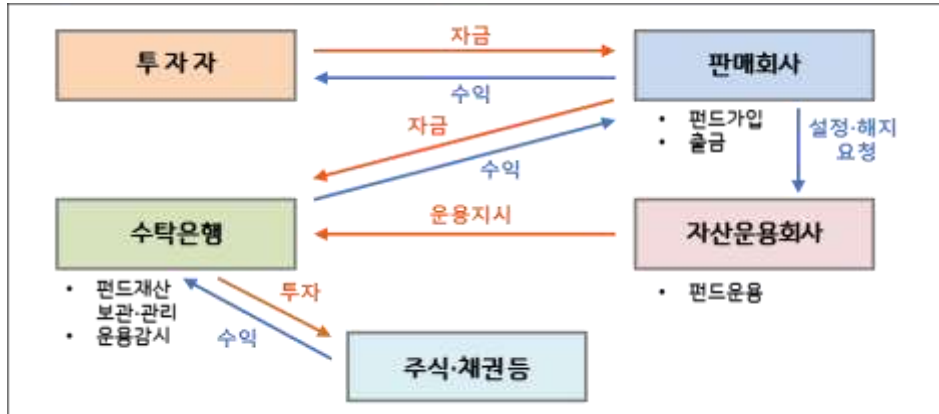 자금
투 자 자
판매회사
수익
자금
• 펀드가입
• 출금
설정·해지
요청
수익
운용지시
수탁은행
자산운용회사
• 펀드재산
보관·관리
• 운용감시
투자
• 펀드운용
수익
주식·채권 등